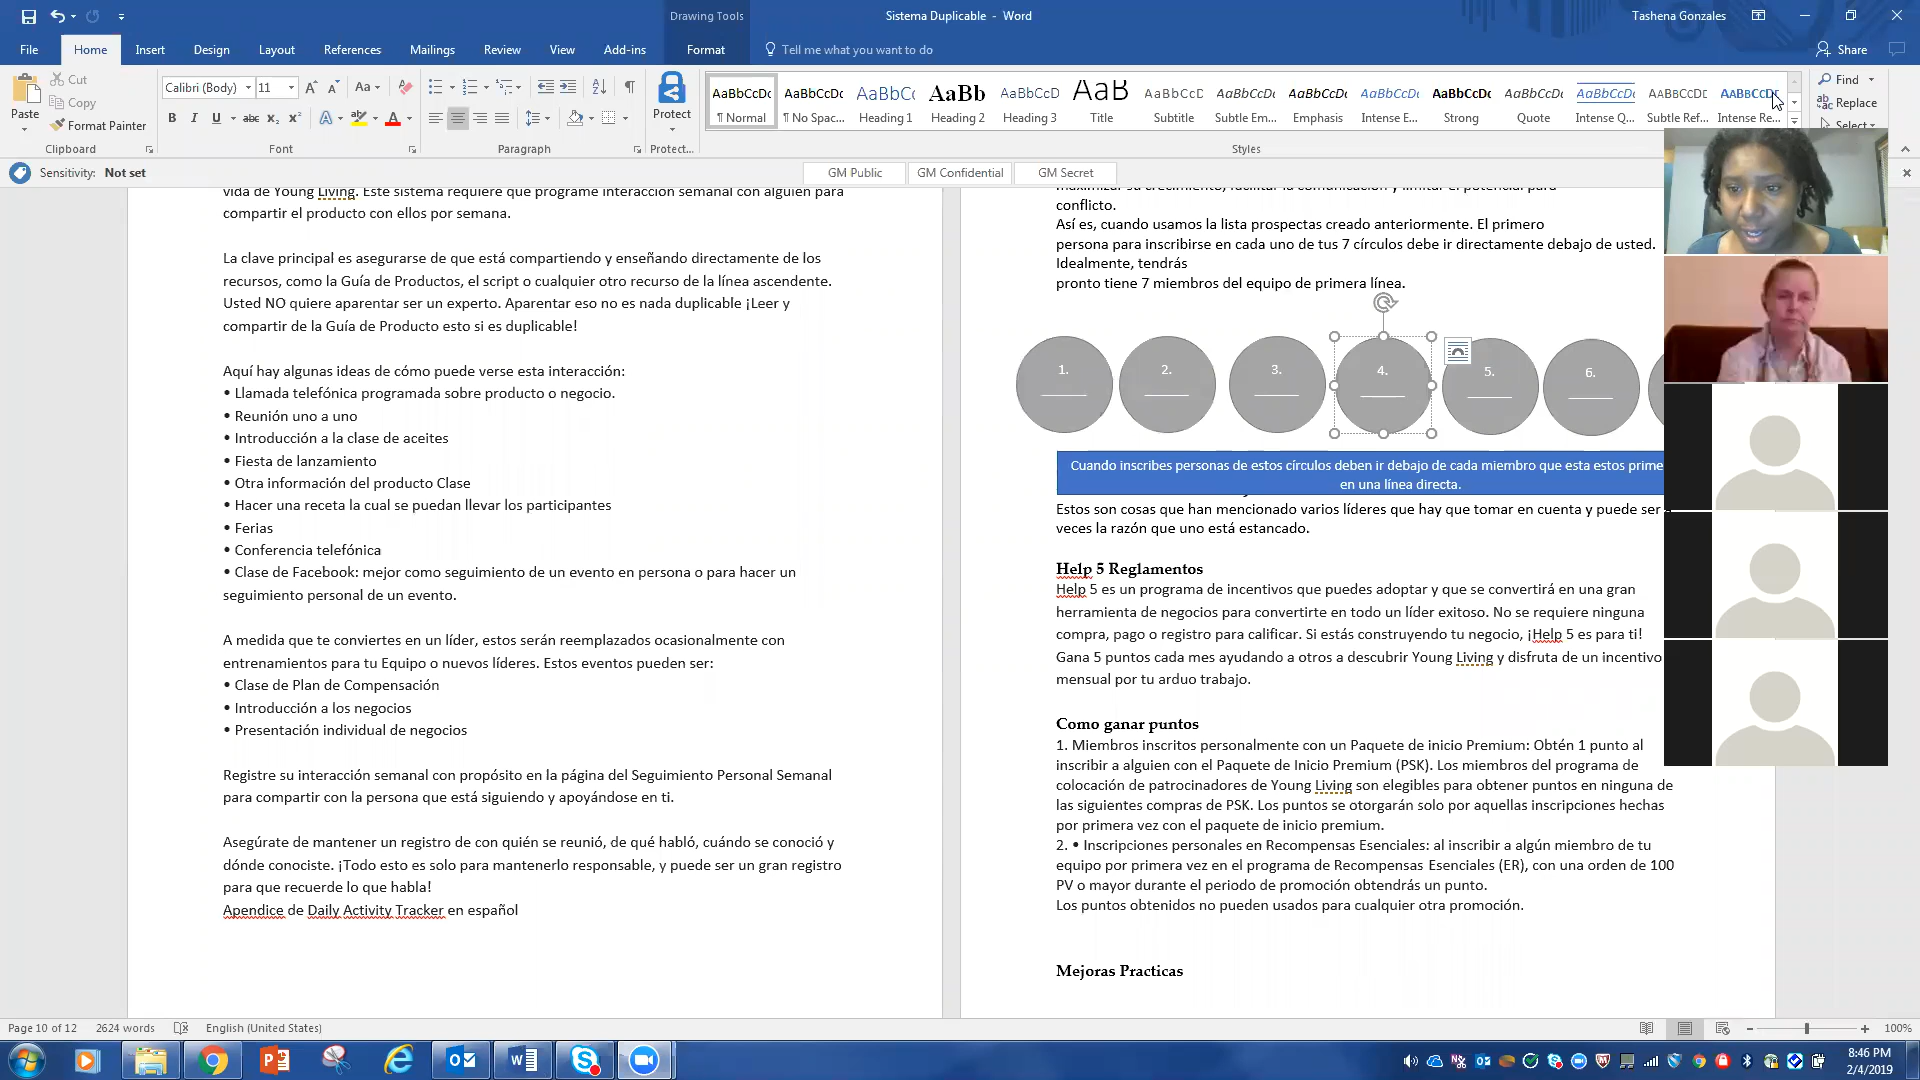 Drawing Tools
Sistema Duplicable - Word
Tashena Gonzales
File Home Insert Design Layout References Mailings Review View Add-ins Format Tell me what you want to do Share
Paste
Cut
Copy
Format Painter
Calibri (Body) 11
Protect
AaBbCcDc AaBbCcDc AaBbCc AaBb AaBbCcD AaB AaBbCcD AaBbCcDc AaBbCcDc AaBbCcDc AaBbCcDc AaBbCcDc AaBbCcDc AABBCCDE AABBCCDE
¶ Normal ¶ No Spac... Heading 1 Heading 2 Heading 3 Title Subtitle Subtle Em... Emphasis Intense E... Strong Quote Intense Q... Subtle Ref... Intense Re...
Find
Replace
Select
Clipboard Font Paragraph Protect... Styles
Sensitivity: Not set
GM Public GM Confidential GM Secret
vida de Young Living. Este sistema requiere que programe interacción semanal con alguien para
compartir el producto con ellos por semana.
La clave principal es asegurarse de que está compartiendo y enseñando directamente de los
recursos, como la Guía de Productos, el script o cualquier otro recurso de la línea ascendente.
Usted NO quiere aparentar ser un experto. Aparentar eso no es nada duplicable ¡Leer y
compartir de la Guía de Producto esto si es duplicable!
Aquí hay algunas ideas de cómo puede verse esta interacción:
• Llamada telefónica programada sobre producto o negocio.
• Reunión uno a uno
• Introducción a la clase de aceites
• Fiesta de lanzamiento
• Otra información del producto Clase
• Hacer una receta la cual se puedan llevar los participantes
• Ferias
• Conferencia telefónica
• Clase de Facebook: mejor como seguimiento de un evento en persona o para hacer un
seguimiento personal de un evento.
A medida que te conviertes en un líder, estos serán reemplazados ocasionalmente con
entrenamientos para tu Equipo o nuevos líderes. Estos eventos pueden ser:
• Clase de Plan de Compensación
• Introducción a los negocios
• Presentación individual de negocios
Registre su interacción semanal con propósito en la página del Seguimiento Personal Semanal
para compartir con la persona que está siguiendo y apoyándose en ti.
Asegúrate de mantener un registro de con quién se reunió, de qué habló, cuándo se conoció y
dónde conociste. ¡Todo esto es solo para mantenerlo responsable, y puede ser un gran registro
para que recuerde lo que habla!
Apendice de Daily Activity Tracker en español
maximizar su crecimiento, facilitar la comunicación y limitar el potencial para
conflicto.
Así es, cuando usamos la lista prospectas creado anteriormente. El primero
persona para inscribirse en cada uno de tus 7 círculos debe ir directamente debajo de usted.
Idealmente, tendrás
pronto tiene 7 miembros del equipo de primera línea.
1. 2. 3. 4. 5. 6.
Cuando inscribes personas de estos círculos deben ir debajo de cada miembro que esta estos prime
en una línea directa.
Estos son cosas que han mencionado varios líderes que hay que tomar en cuenta y puede ser a
veces la razón que uno está estancado.
Help 5 Reglamentos
Help 5 es un programa de incentivos que puedes adoptar y que se convertirá en una gran
herramienta de negocios para convertirte en todo un líder exitoso. No se requiere ninguna
compra, pago o registro para calificar. Si estás construyendo tu negocio, ¡Help 5 es para ti!
Gana 5 puntos cada mes ayudando a otros a descubrir Young Living y disfruta de un incentivo
mensual por tu arduo trabajo.
Como ganar puntos
1. Miembros inscritos personalmente con un Paquete de inicio Premium: Obtén 1 punto al
inscribir a alguien con el Paquete de Inicio Premium (PSK). Los miembros del programa de
colocación de patrocinadores de Young Living son elegibles para obtener puntos en ninguna de
las siguientes compras de PSK. Los puntos se otorgarán solo por aquellas inscripciones hechas
por primera vez con el paquete de inicio premium.
2. • Inscripciones personales en Recompensas Esenciales: al inscribir a algún miembro de tu
equipo por primera vez en el programa de Recompensas Esenciales (ER), con una orden de 100
PV o mayor durante el periodo de promoción obtendrás un punto.
Los puntos obtenidos no pueden usados para cualquier otra promoción.
Mejoras Practicas
Page 10 of 12 2624 words English (United States) 100%
8:46 PM
2/4/2019